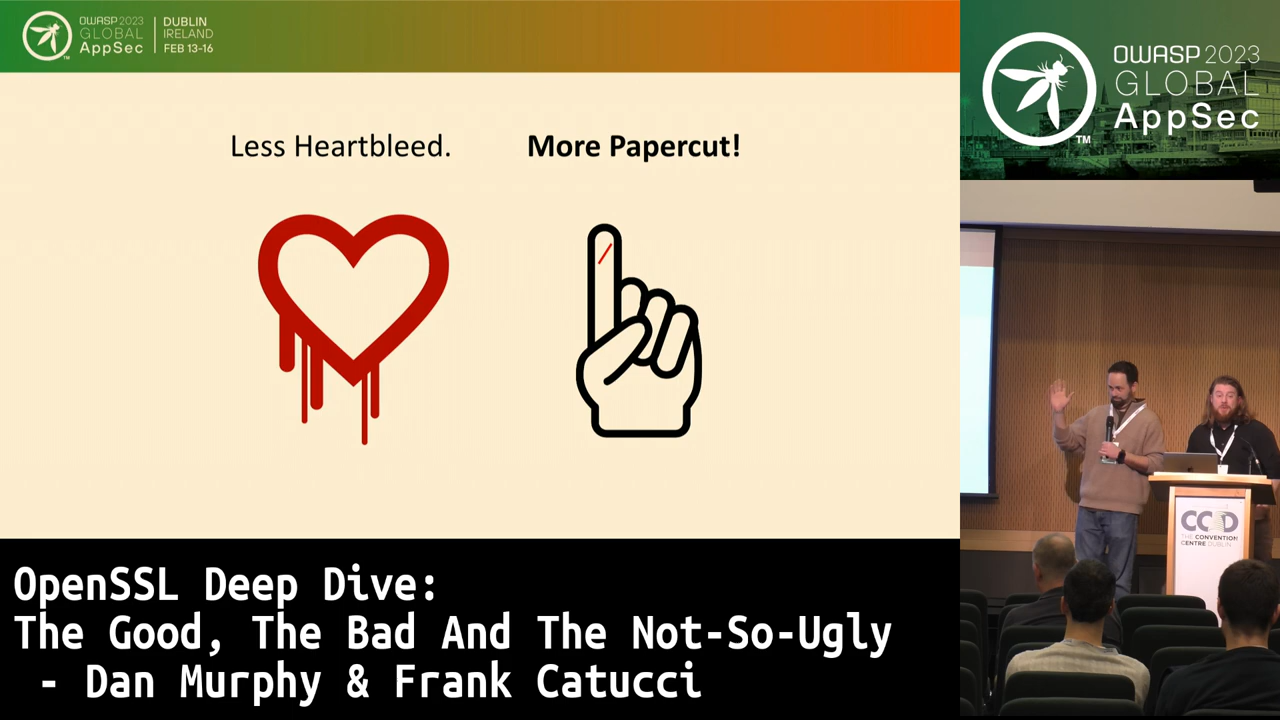 OWASP 2023
GLOBAL
AppSec
DUBLIN
IRELAND
FEB 13-16
TM
Less Heartbleed.
More Papercut!
OpenSSL Deep Dive:
The Good, The Bad And The Not-So-Ugly
- Dan Murphy & Frank Catucci
OWASP 2023
GLOBAL
AppSec
TM
CCD
THE CONVENTION
CENTRE DUBLIN